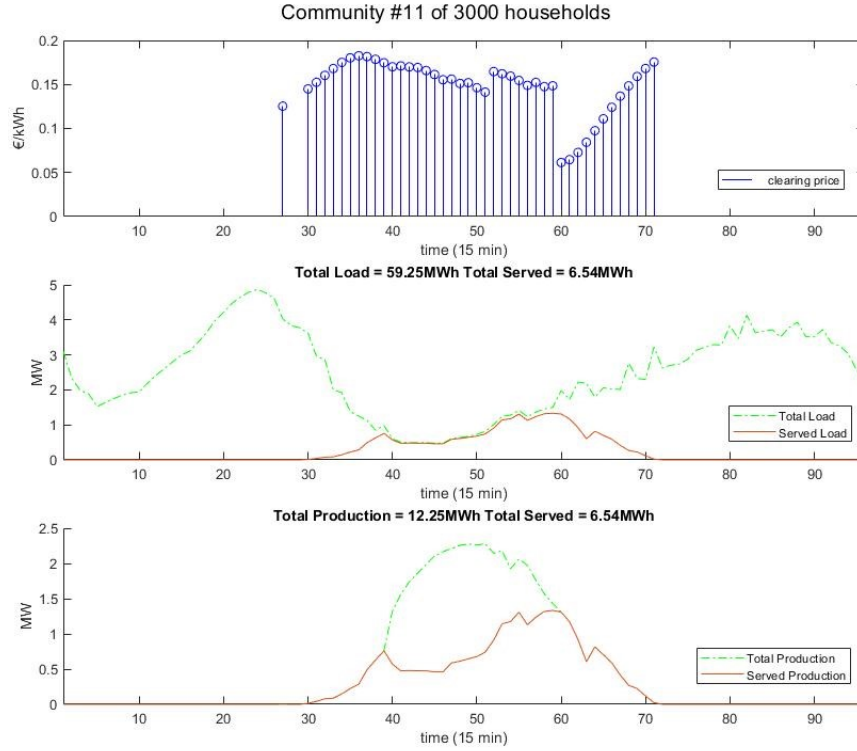 Community #11 of 3000 households
0.2
0.15
0.1
0.05
0
€/kWh
clearing price
10 20 30 40 50 60 70 80 90
time (15 min)
Total Load = 59.25MWh Total Served = 6.54MWh
5
4
3
2
1
0
MW
Total Load
Served Load
10 20 30 40 50 60 70 80 90
time (15 min)
Total Production = 12.25MWh Total Served = 6.54MWh
2.5
2
1.5
1
0.5
0
MW
Total Production
Served Production
10 20 30 40 50 60 70 80 90
time (15 min)